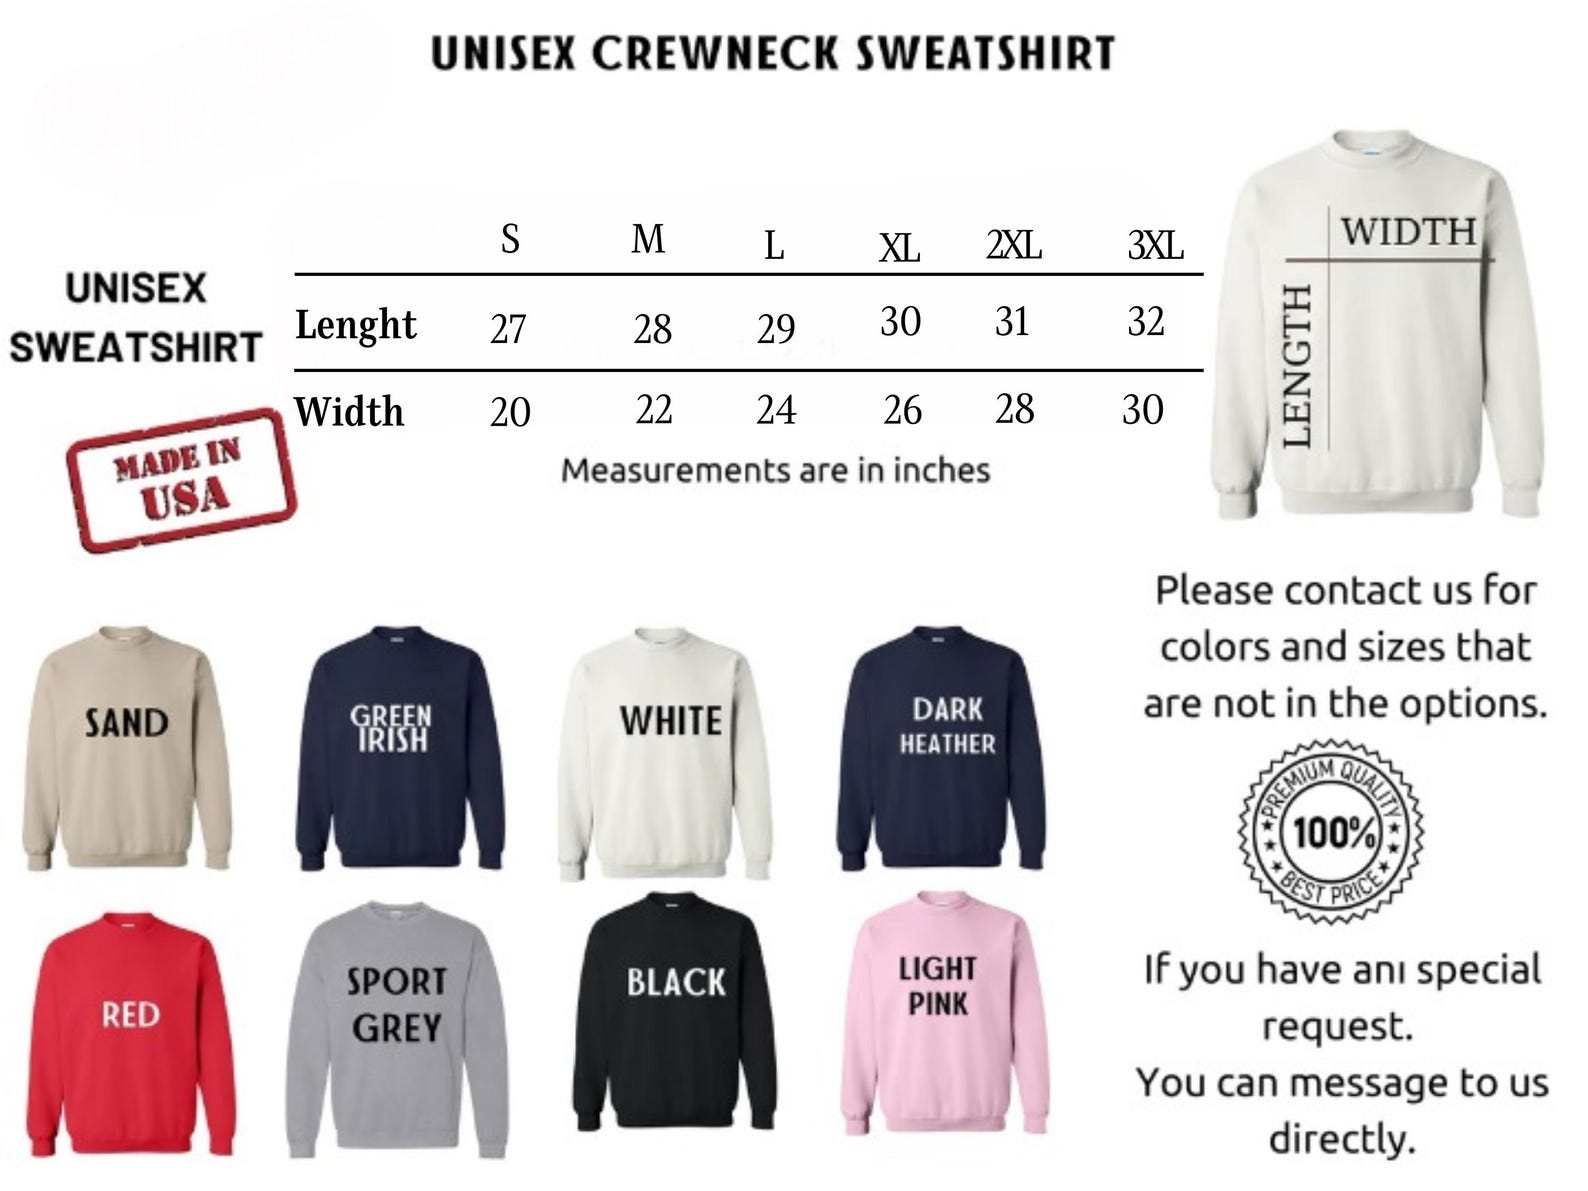 UNISEX CREWNECK SWEATSHIRT
S M L XL 2XL 3XL
UNISEX
SWEATSHIRT
Lenght 27 28 29 30 31 32
Width 20 22 24 26 28 30
Measurements are in inches
MADE IN
USA
WIDTH
LENGTH
Please contact us for
colors and sizes that
are not in the options.
SAND
GREEN
IRISH
WHITE
DARK
HEATHER
PREMIUM QUALITY
100%
BEST PRICE
RED
SPORT
GREY
BLACK
LIGHT
PINK
If you have anı special
request.
You can message to us
directly.